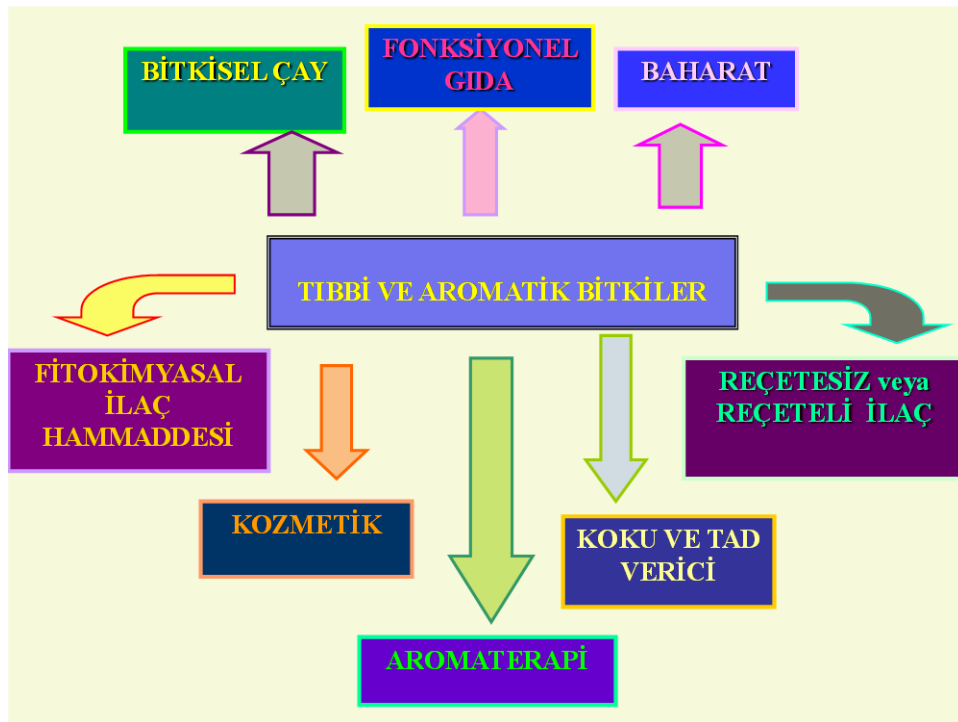 BİTKİSEL ÇAY
FONKSİYONEL
GIDA
BAHARAT
TIBBİ VE AROMATİK BİTKİLER
FİTOKİMYASAL
İLAÇ
HAMMADDESİ
REÇETESİZ veya
REÇETELİ İLAÇ
KOZMETİK
KOKU VE TAD
VERİCİ
AROMATERAPİ